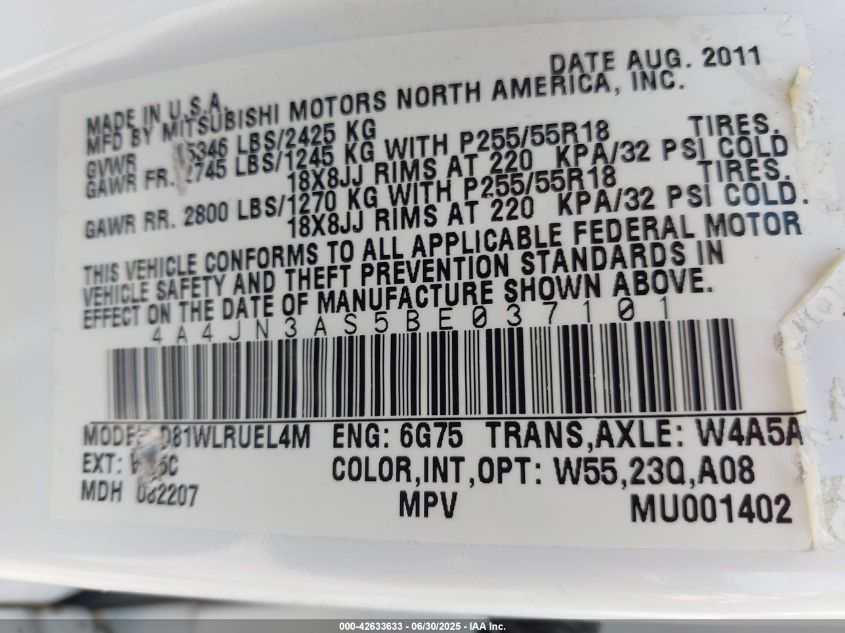 DATE AUG. 2011
MADE IN U.S.A.
MFD BY MITSUBISHI MOTORS NORTH AMERICA, INC.
GVWR 5346 LBS/2425 KG
GAWR FR. 2745 LBS/1245 KG WITH P255/55R18 TIRES.
18X8JJ RIMS AT 220 KPA/32 PSI COLD
GAWR RR. 2800 LBS/1270 KG WITH P255/55R18 TIRES.
18X8JJ RIMS AT 220 KPA/32 PSI COLD.
THIS VEHICLE CONFORMS TO ALL APPLICABLE FEDERAL MOTOR
VEHICLE SAFETY AND THEFT PREVENTION STANDARDS IN
EFFECT ON THE DATE OF MANUFACTURE SHOWN ABOVE.
4A4JN3AS5BE037101
MODEL D81WLRUEL4M ENG: 6G75 TRANS,AXLE: W4A5A
EXT: COLOR,INT,OPT: W55,23Q,A08
MDH 082207 MPV MU001402
000-42633633 - 06/30/2025 - IAA Inc.